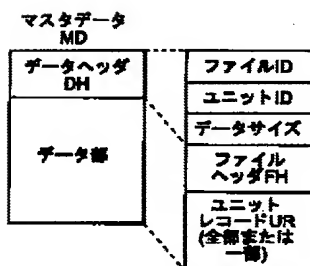 マスタデータ
MD
データヘッダ
DH
データ部
ファイルID
ユニットID
データサイズ
ファイル
ヘッダFH
ユニット
レコードUR
(全部または
一部)